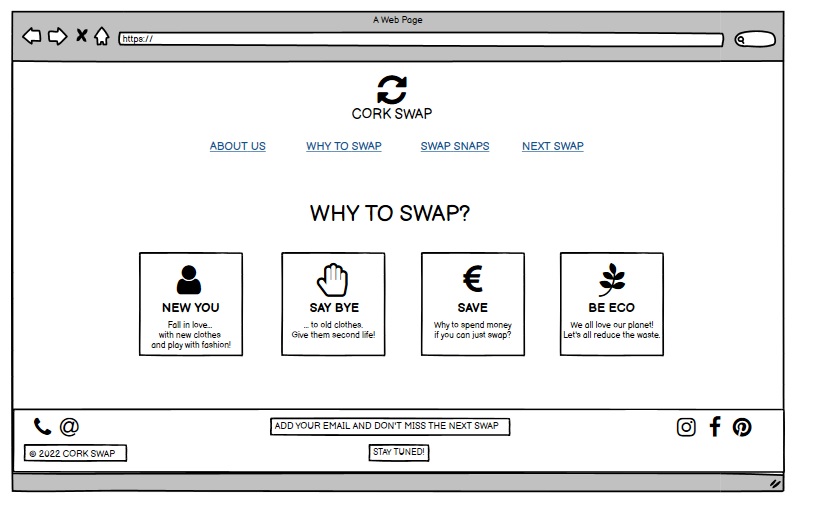 A Web Page
https://
CORK SWAP
ABOUT US WHY TO SWAP SWAP SNAPS NEXT SWAP
WHY TO SWAP?
NEW YOU
Fall in love...
with new clothes
and play with fashion!
SAY BYE
... to old clothes.
Give them second life!
€
SAVE
Why to spend money
if you can just swap?
BE ECO
We all love our planet!
Let's all reduce the waste.
@
ADD YOUR EMAIL AND DON'T MISS THE NEXT SWAP
© 2022 CORK SWAP
STAY TUNED!